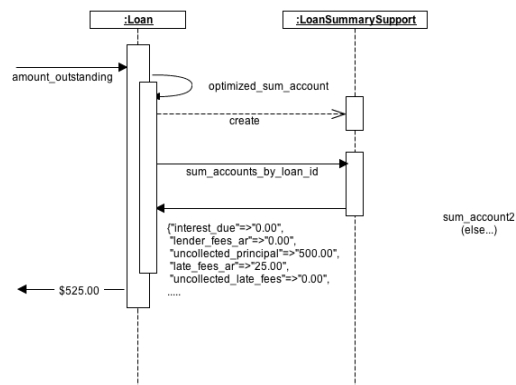 :Loan
:LoanSummarySupport
amount_outstanding
optimized_sum_account
create
sum_accounts_by_loan_id
sum_account2
(else...)
{"interest_due"=>"0.00",
"lender_fees_ar"=>"0.00",
"uncollected_principal"=>"500.00",
"late_fees_ar"=>"25.00",
"uncollected_late_fees"=>"0.00",
.....
$525.00